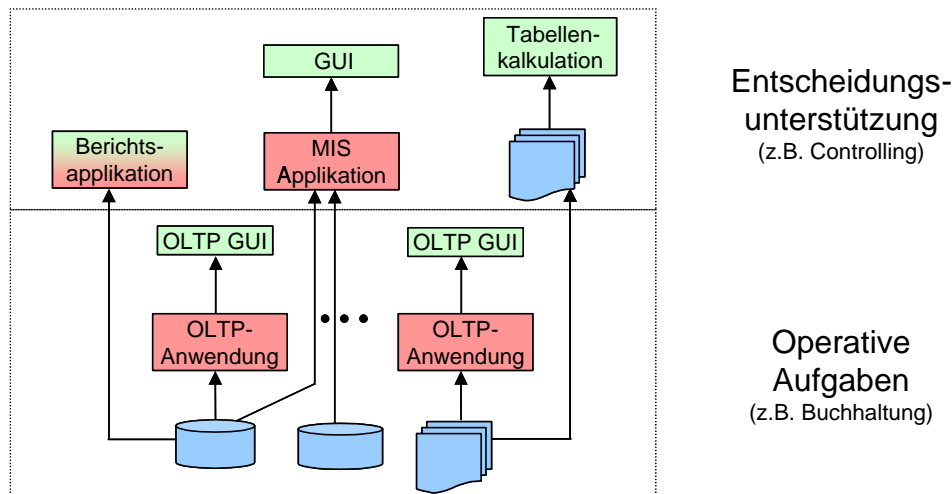 Tabellen-
kalkulation
GUI
Berichts-
applikation
MIS
Applikation
Entscheidungs-
unterstützung
(z.B. Controlling)
OLTP GUI
OLTP GUI
OLTP-
Anwendung
OLTP-
Anwendung
Operative
Aufgaben
(z.B. Buchhaltung)